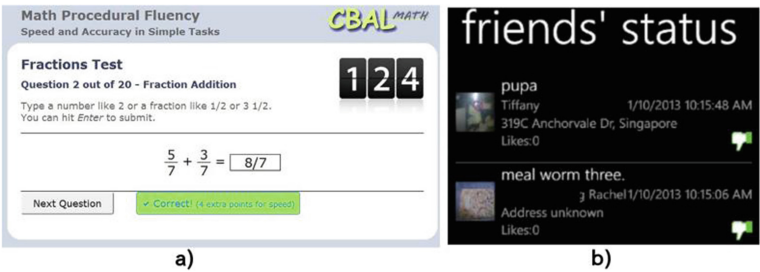 Math Procedural Fluency
Speed and Accuracy in Simple Tasks
CBAL MATH
Fractions Test
Question 2 out of 20 - Fraction Addition
124
Type a number like 2 or a fraction like 1/2 or 3 1/2.
You can hit Enter to submit.
5/7 + 3/7 = 8/7
Next Question
✓ Correct! (4 extra points for speed)
a)
friends' status
pupa
Tiffany 1/10/2013 10:15:48 AM
319C Anchorvale Dr, Singapore
Likes:0
meal worm three.
Rachel1/10/2013 10:15:06 AM
Address unknown
Likes:0
b)